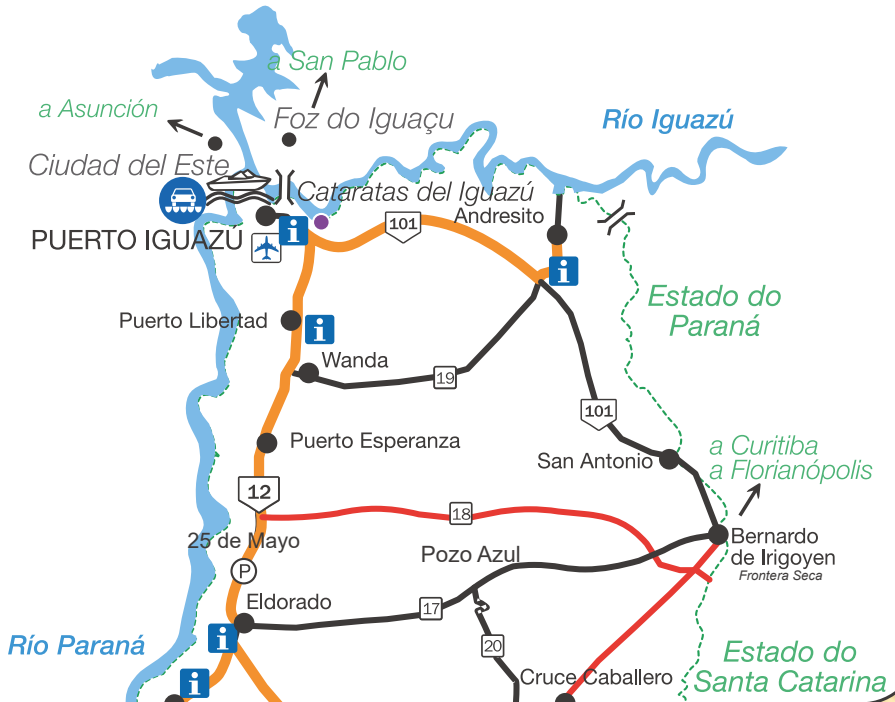 a San Pablo
a Asunción
Foz do Iguaçu
Río Iguazú
Ciudad del Este
Cataratas del Iguazú
Andresito
101
PUERTO IGUAZÚ
i
i
Estado do
Paraná
Puerto Libertad
i
Wanda
19
101
Puerto Esperanza
a Curitiba
a Florianópolis
San Antonio
12
18
25 de Mayo
Pozo Azul
Bernardo
de Irigoyen
Frontera Seca
P
Eldorado
17
i
Río Paraná
20
Estado do
Santa Catarina
Cruce Caballero
i